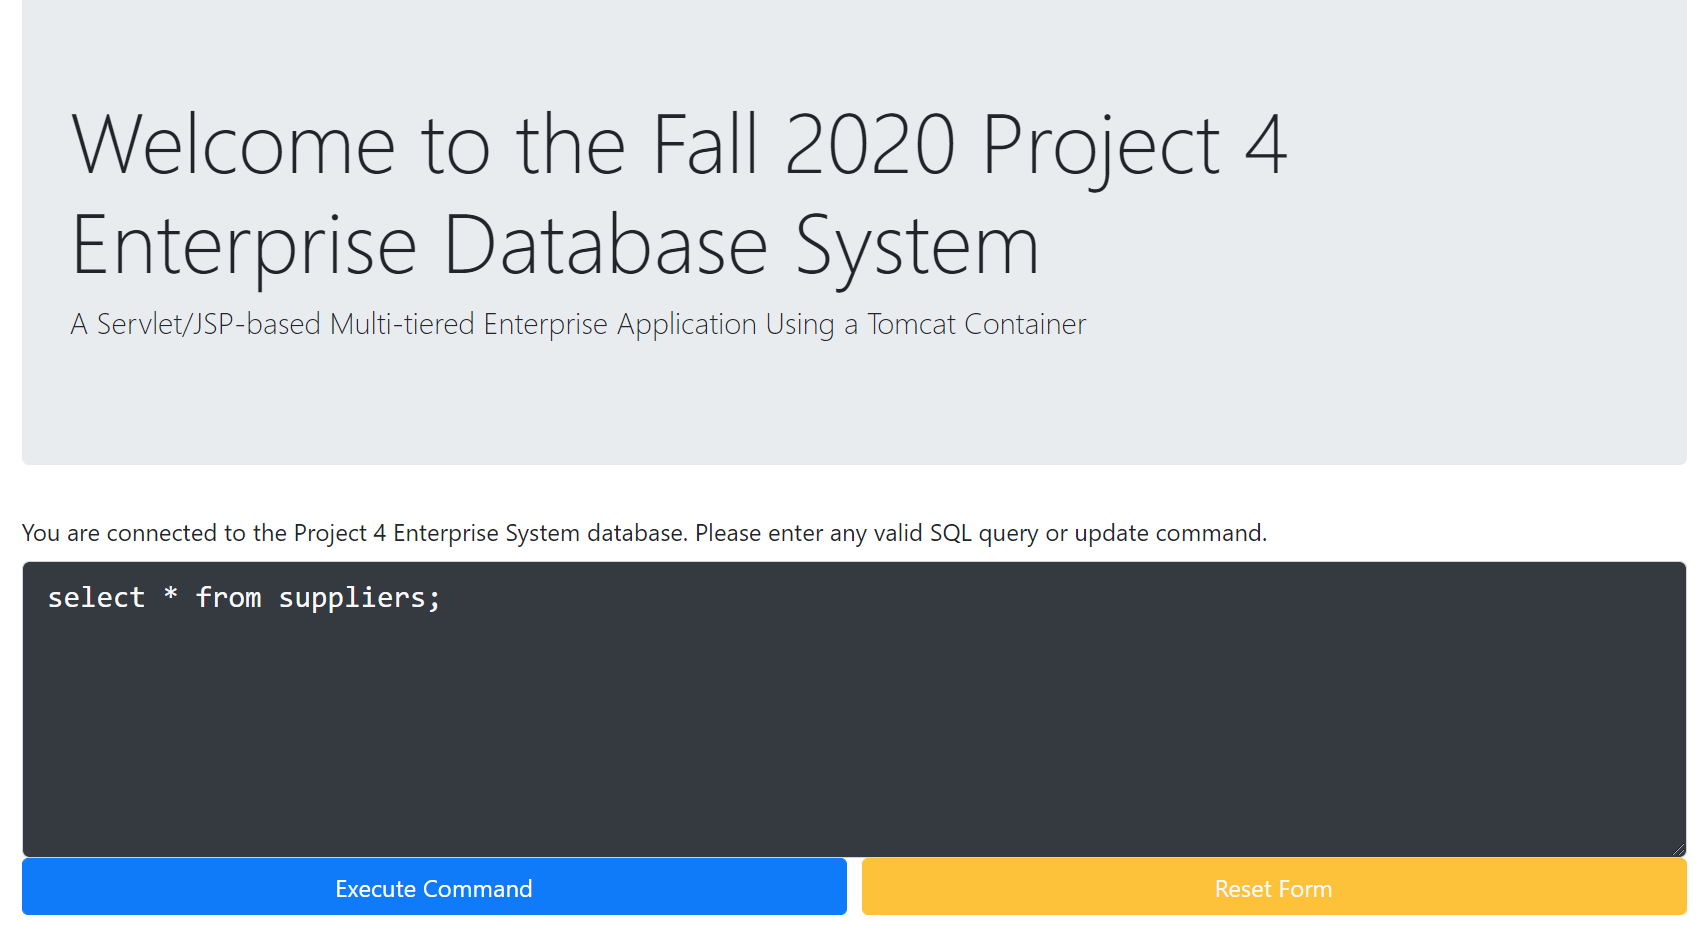 Welcome to the Fall 2020 Project 4
Enterprise Database System
A Servlet/JSP-based Multi-tiered Enterprise Application Using a Tomcat Container
You are connected to the Project 4 Enterprise System database. Please enter any valid SQL query or update command.
select * from suppliers;
Execute Command
Reset Form